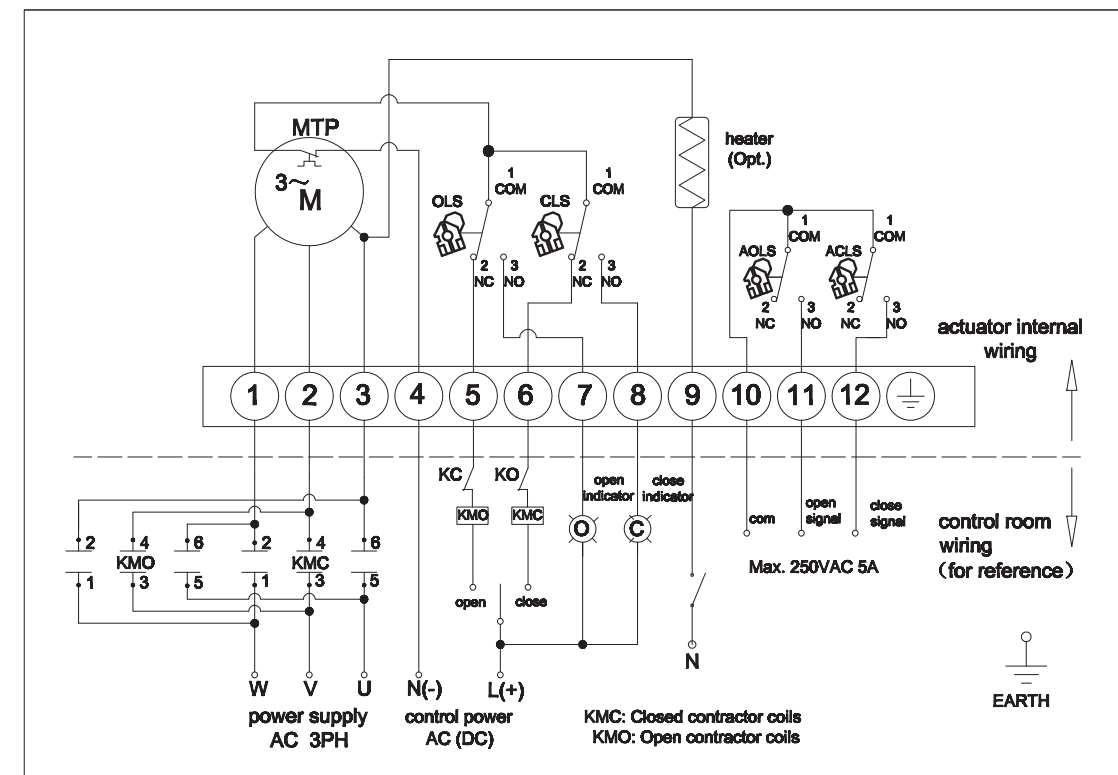 MTP
3~
M
heater
(Opt.)
1
COM
1
COM
OLS
CLS
2
NC
3
NO
2
NC
3
NO
1
COM
1
COM
AOLS
ACLS
2
NC
3
NO
2
NC
3
NO
actuator internal
wiring
1 2 3 4 5 6 7 8 9 10 11 12
KC
KO
open
indicator
close
indicator
KMO
KMC
O
C
com
open
signal
close
signal
Max. 250VAC 5A
control room
wiring
(for reference)
2 4 6 2 4 6
KMO
KMC
1 3 5 1 3 5
open
close
N
W V U N(-) L(+)
power supply
AC 3PH
control power
AC (DC)
KMC: Closed contractor coils
KMO: Open contractor coils
EARTH